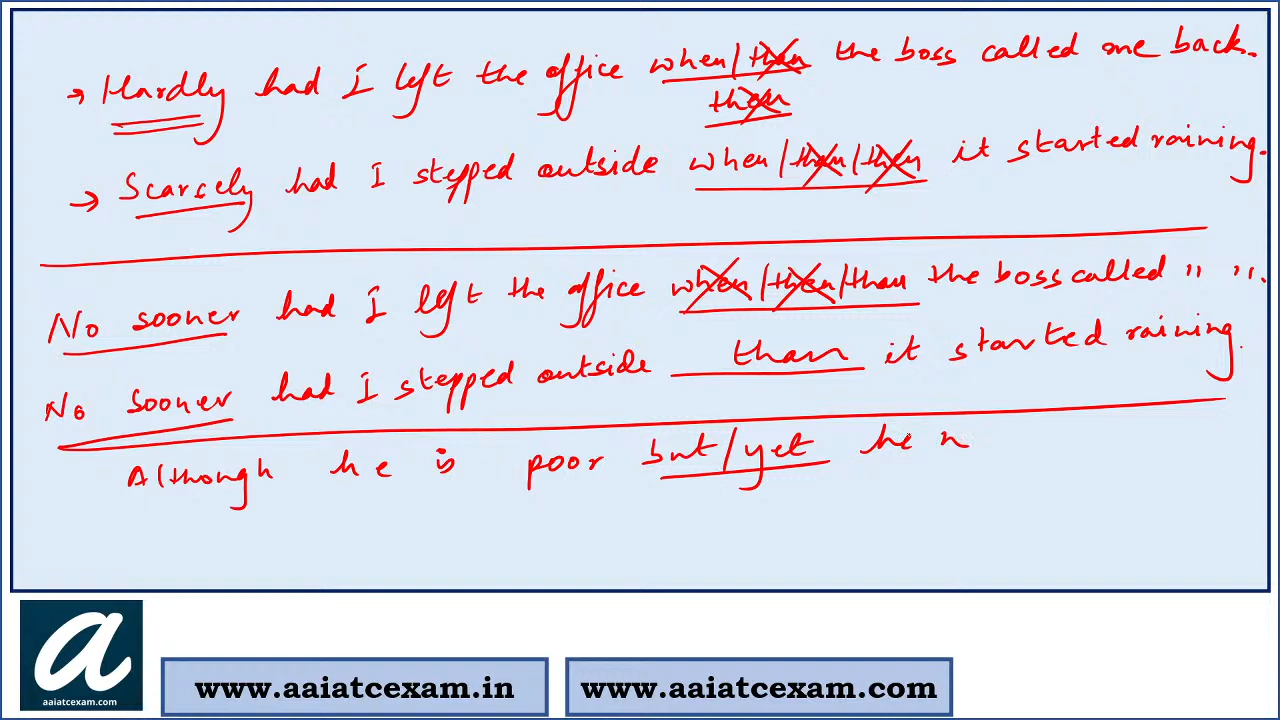 → Hardly had I left the office when/than the boss called me back.
then
→ Scarsely had I stepped outside when/than/then it started raining.
No sooner had I left the office when/then/than the boss called " ".
No sooner had I stepped outside than it started raining.
Although he is poor but/yet he
a
aaiatcexam.com
www.aaiatcexam.in
www.aaiatcexam.com